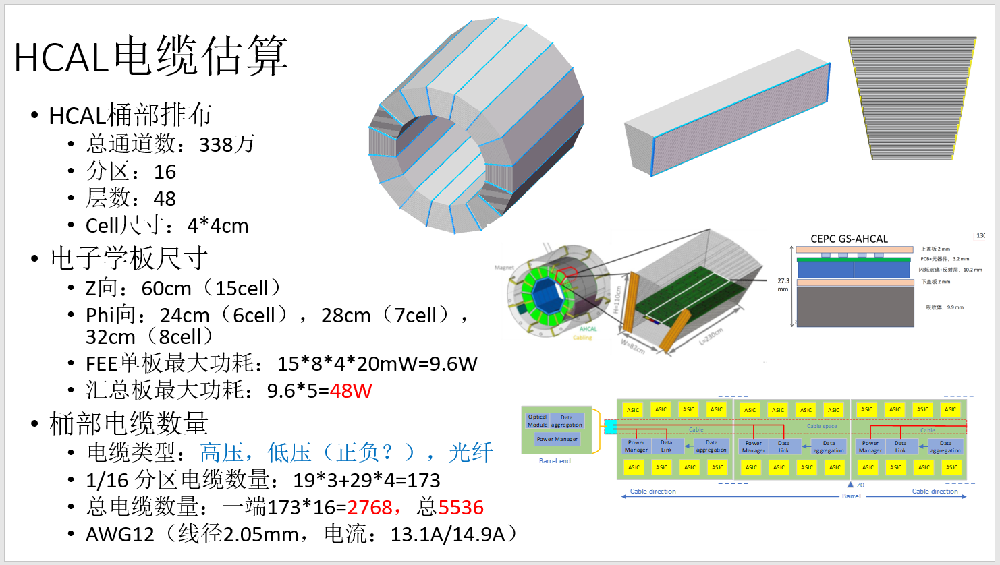 HCAL电缆估算
• HCAL桶部排布
• 总通道数：338万
• 分区：16
• 层数：48
• Cell尺寸：4*4cm
• 电子学板尺寸
• Z向：60cm（15cell）
• Phi向：24cm（6cell），28cm（7cell），
32cm（8cell）
• FEE单板最大功耗：15*8*4*20mW=9.6W
• 汇总板最大功耗：9.6*5=48W
• 桶部电缆数量
• 电缆类型：高压，低压（正负？），光纤
• 1/16 分区电缆数量：19*3+29*4=173
• 总电缆数量：一端173*16=2768，总5536
• AWG12（线径2.05mm，电流：13.1A/14.9A）
Magnet
AHCAL
Cabling
H=110cm
W=82cm
L=230cm
CEPC GS-AHCAL
130
27.3
mm
上盖板 2 mm
PCB+元器件、3.2 mm
闪烁玻璃+反射层、10.2 mm
下盖板 2 mm
吸收体、9.9 mm
Optical
Module
Data
aggregation
Power Manager
Barrel end
ASIC ASIC ASIC ASIC ASIC ASIC ASIC ASIC ASIC ASIC ASIC ASIC
Cable Cable space Cable
Power
Manager
Data
Link
Data
aggregation
Power
Manager
Data
Link
Data
aggregation
Power
Manager
Data
Link
Data
aggregation
ASIC ASIC ASIC ASIC ASIC ASIC ASIC ASIC ASIC ASIC ASIC ASIC
Cable direction
Z0
Cable direction
Barrel